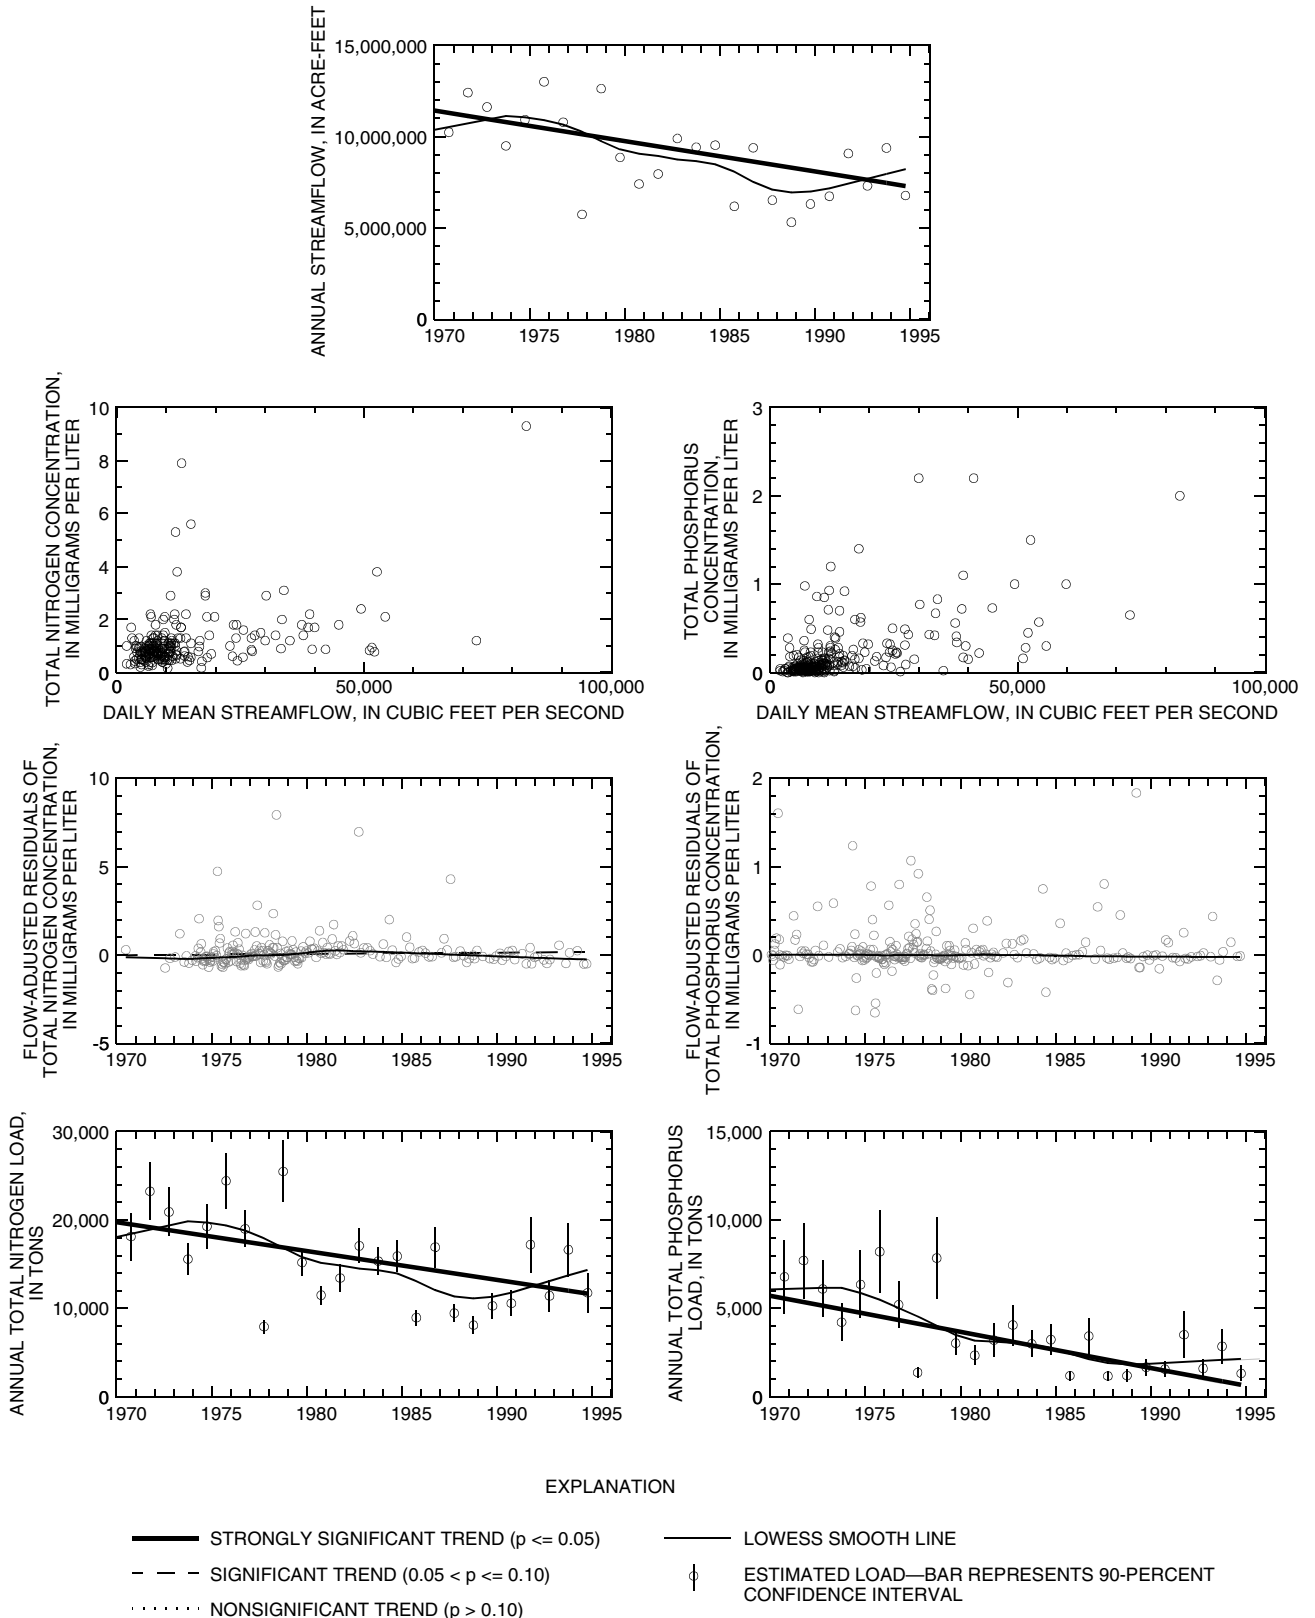 ANNUAL STREAMFLOW, IN ACRE-FEET
15,000,000
10,000,000
5,000,000
0
1970 1975 1980 1985 1990 1995
TOTAL NITROGEN CONCENTRATION,
IN MILLIGRAMS PER LITER
10
8
6
4
2
0
0 50,000 100,000
DAILY MEAN STREAMFLOW, IN CUBIC FEET PER SECOND
TOTAL PHOSPHORUS
CONCENTRATION,
IN MILLIGRAMS PER LITER
3
2
1
0
0 50,000 100,000
DAILY MEAN STREAMFLOW, IN CUBIC FEET PER SECOND
FLOW-ADJUSTED RESIDUALS OF
TOTAL NITROGEN CONCENTRATION,
IN MILLIGRAMS PER LITER
10
5
0
-5
1970 1975 1980 1985 1990 1995
FLOW-ADJUSTED RESIDUALS OF
TOTAL PHOSPHORUS CONCENTRATION,
IN MILLIGRAMS PER LITER
2
1
0
-1
1970 1975 1980 1985 1990 1995
ANNUAL TOTAL NITROGEN LOAD,
IN TONS
30,000
20,000
10,000
0
1970 1975 1980 1985 1990 1995
ANNUAL TOTAL PHOSPHORUS
LOAD, IN TONS
15,000
10,000
5,000
0
1970 1975 1980 1985 1990 1995
EXPLANATION
STRONGLY SIGNIFICANT TREND (p <= 0.05)
SIGNIFICANT TREND (0.05 < p <= 0.10)
NONSIGNIFICANT TREND (p > 0.10)
LOWESS SMOOTH LINE
ESTIMATED LOAD—BAR REPRESENTS 90-PERCENT
CONFIDENCE INTERVAL